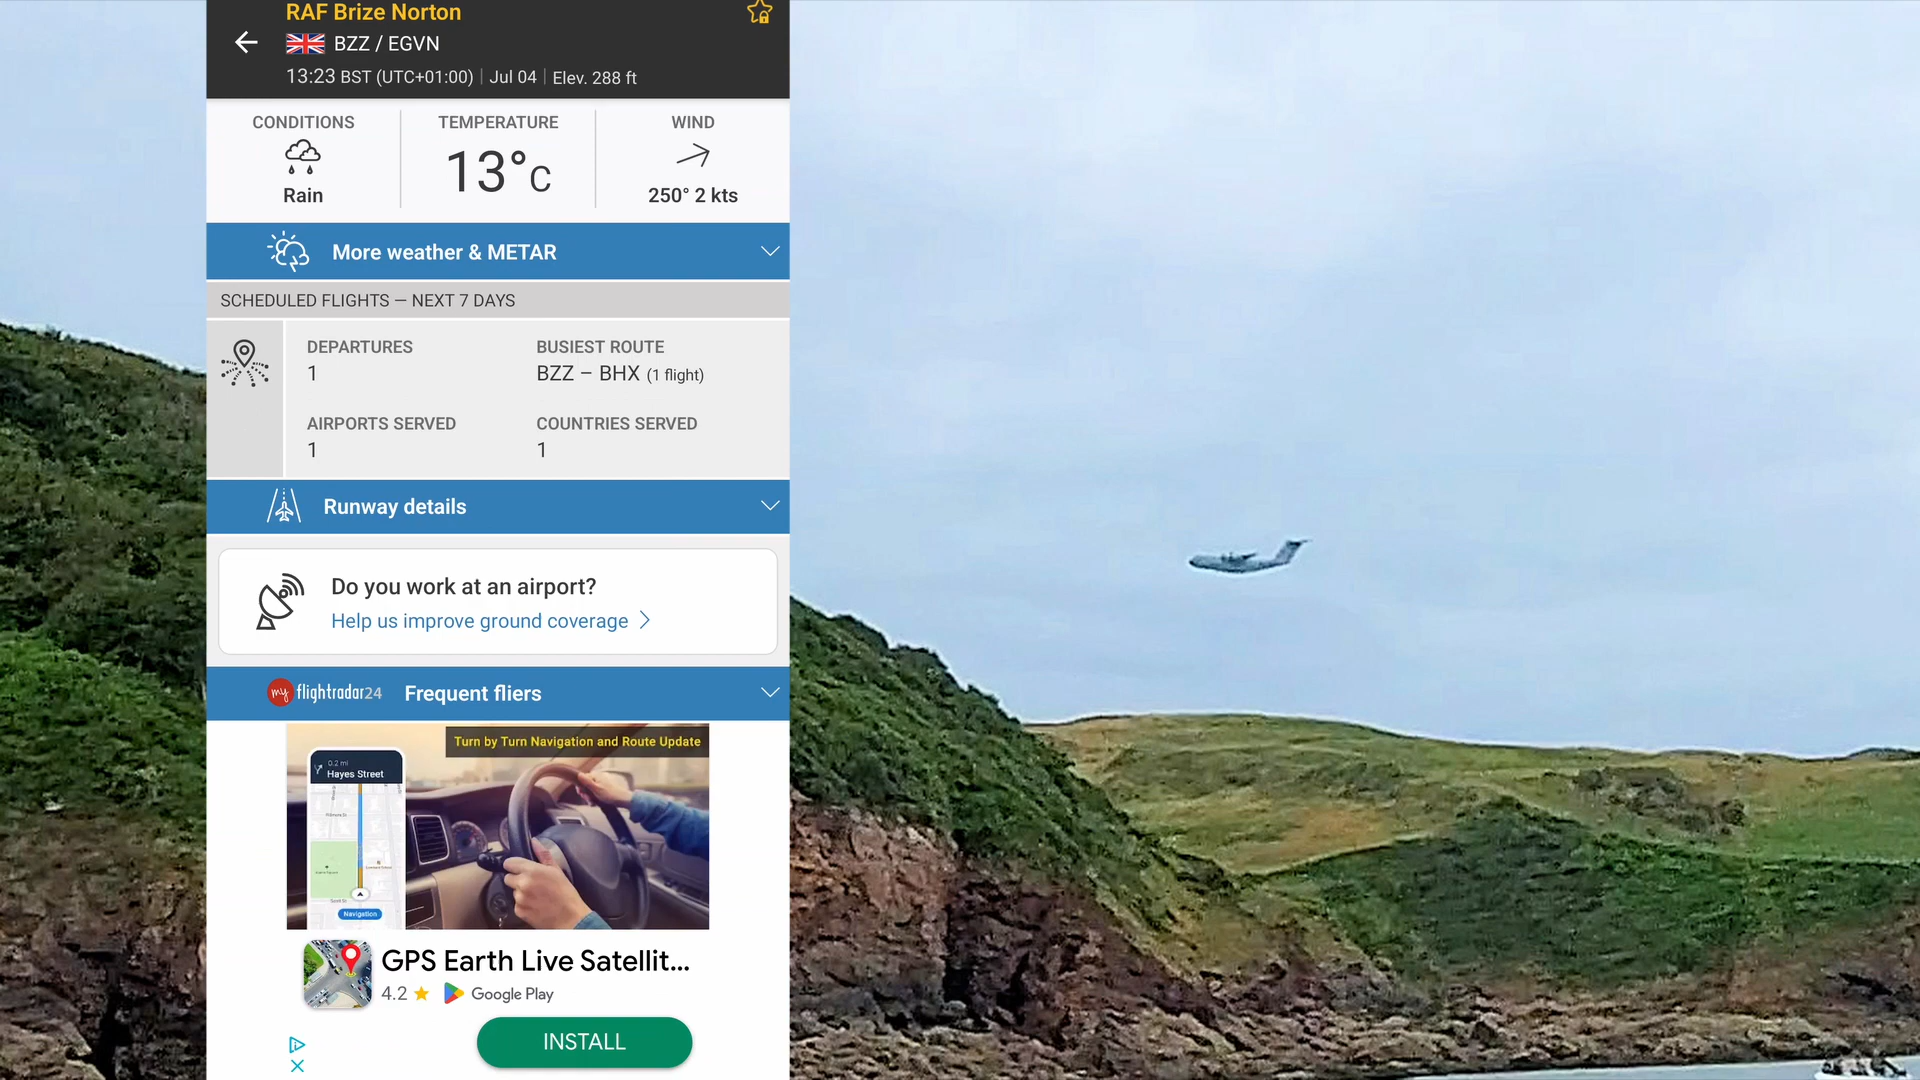 RAF Brize Norton
BZZ / EGVN
13:23 BST (UTC+01:00) | Jul 04 | Elev. 288 ft
CONDITIONS
Rain
TEMPERATURE
13°C
WIND
250° 2 kts
More weather & METAR
SCHEDULED FLIGHTS — NEXT 7 DAYS
DEPARTURES
1
BUSIEST ROUTE
BZZ – BHX (1 flight)
AIRPORTS SERVED
1
COUNTRIES SERVED
1
Runway details
Do you work at an airport?
Help us improve ground coverage
my flightradar24 Frequent fliers
Turn by Turn Navigation and Route Update
0.2 mi
Hayes Street
Navigation
GPS Earth Live Satellit...
4.2 Google Play
INSTALL